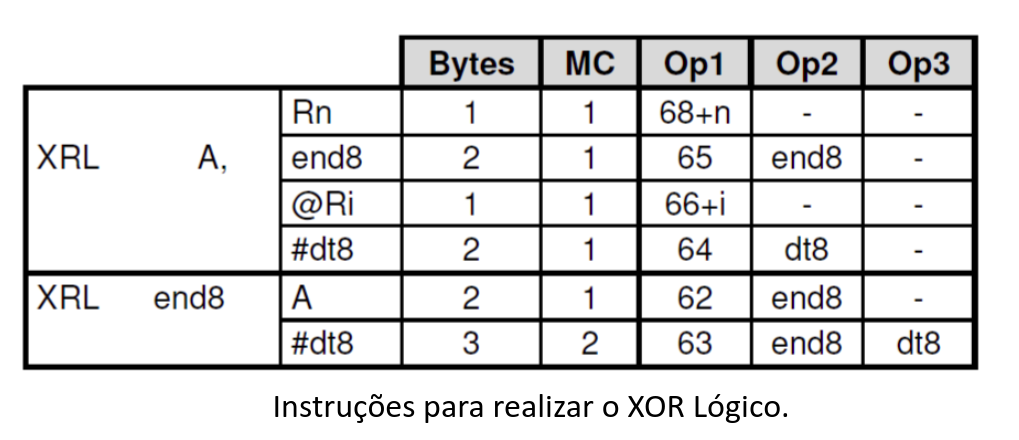 Bytes MC Op1 Op2 Op3
XRL A, Rn 1 1 68+n - -
end8 2 1 65 end8 -
@Ri 1 1 66+i - -
#dt8 2 1 64 dt8 -
XRL end8 A 2 1 62 end8 -
#dt8 3 2 63 end8 dt8
Instruções para realizar o XOR Lógico.